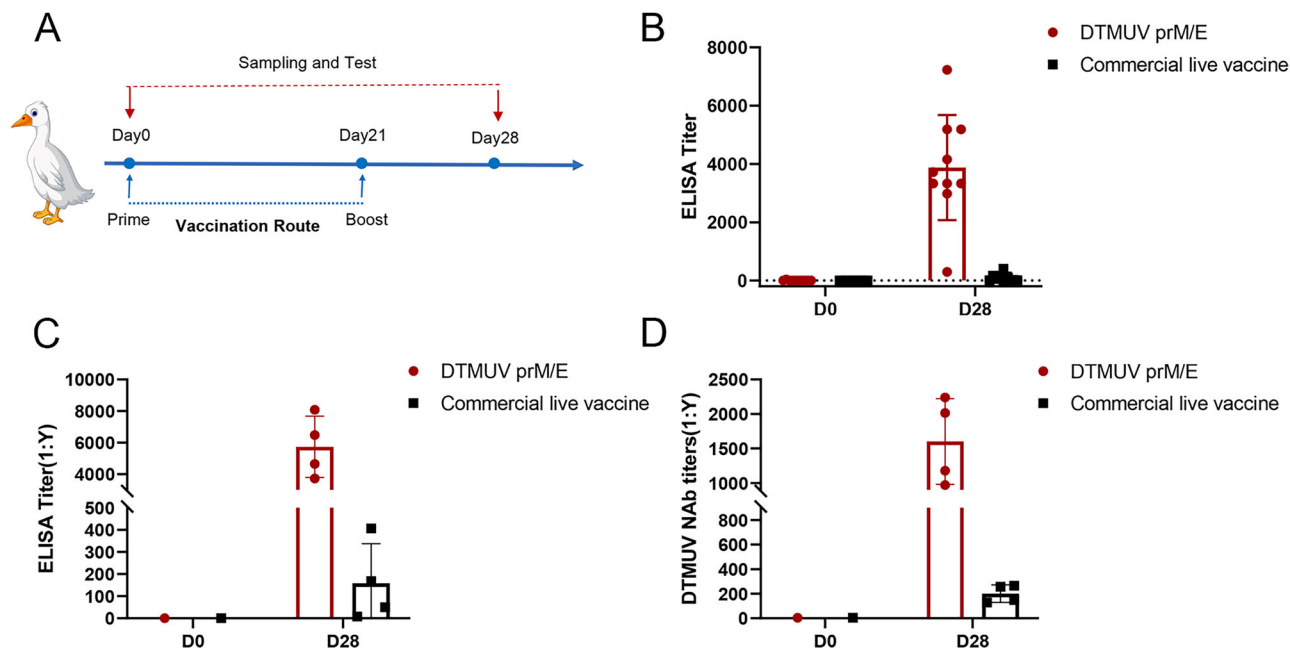 A
Sampling and Test
Day0
Day21
Day28
Prime
Vaccination Route
Boost
B
DTMUV prM/E
Commercial live vaccine
ELISA Titer
8000
6000
4000
2000
0
D0
D28
C
DTMUV prM/E
Commercial live vaccine
ELISA Titer(1:Y)
10000
8000
6000
4000
500
400
300
200
100
0
D0
D28
D
DTMUV prM/E
Commercial live vaccine
DTMUV NAb titers(1:Y)
2500
2000
1500
1000
800
600
400
200
0
D0
D28